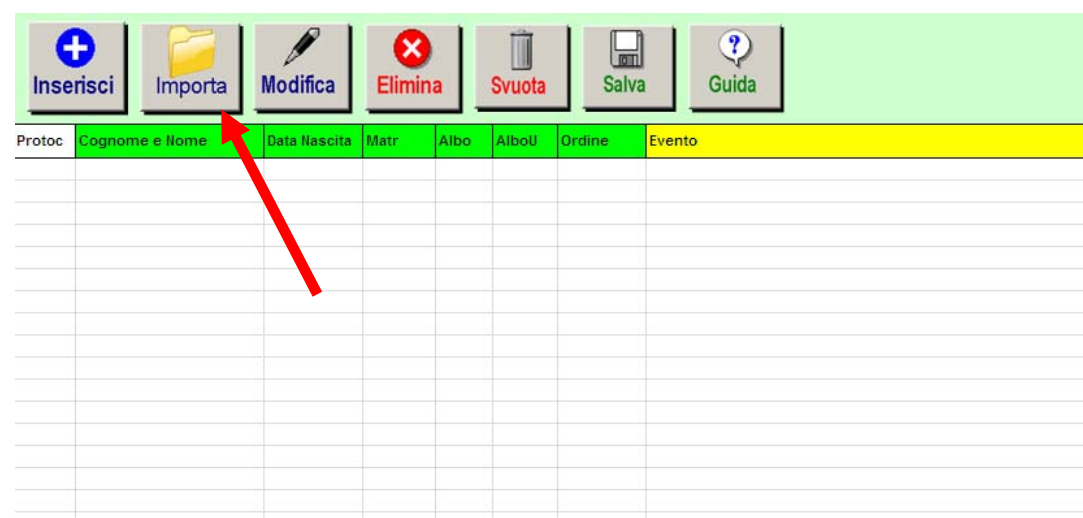 Inserisci Importa Modifica Elimina Svuota Salva Guida
Protoc Cognome e Nome Data Nascita Matr Albo AlboU Ordine Evento